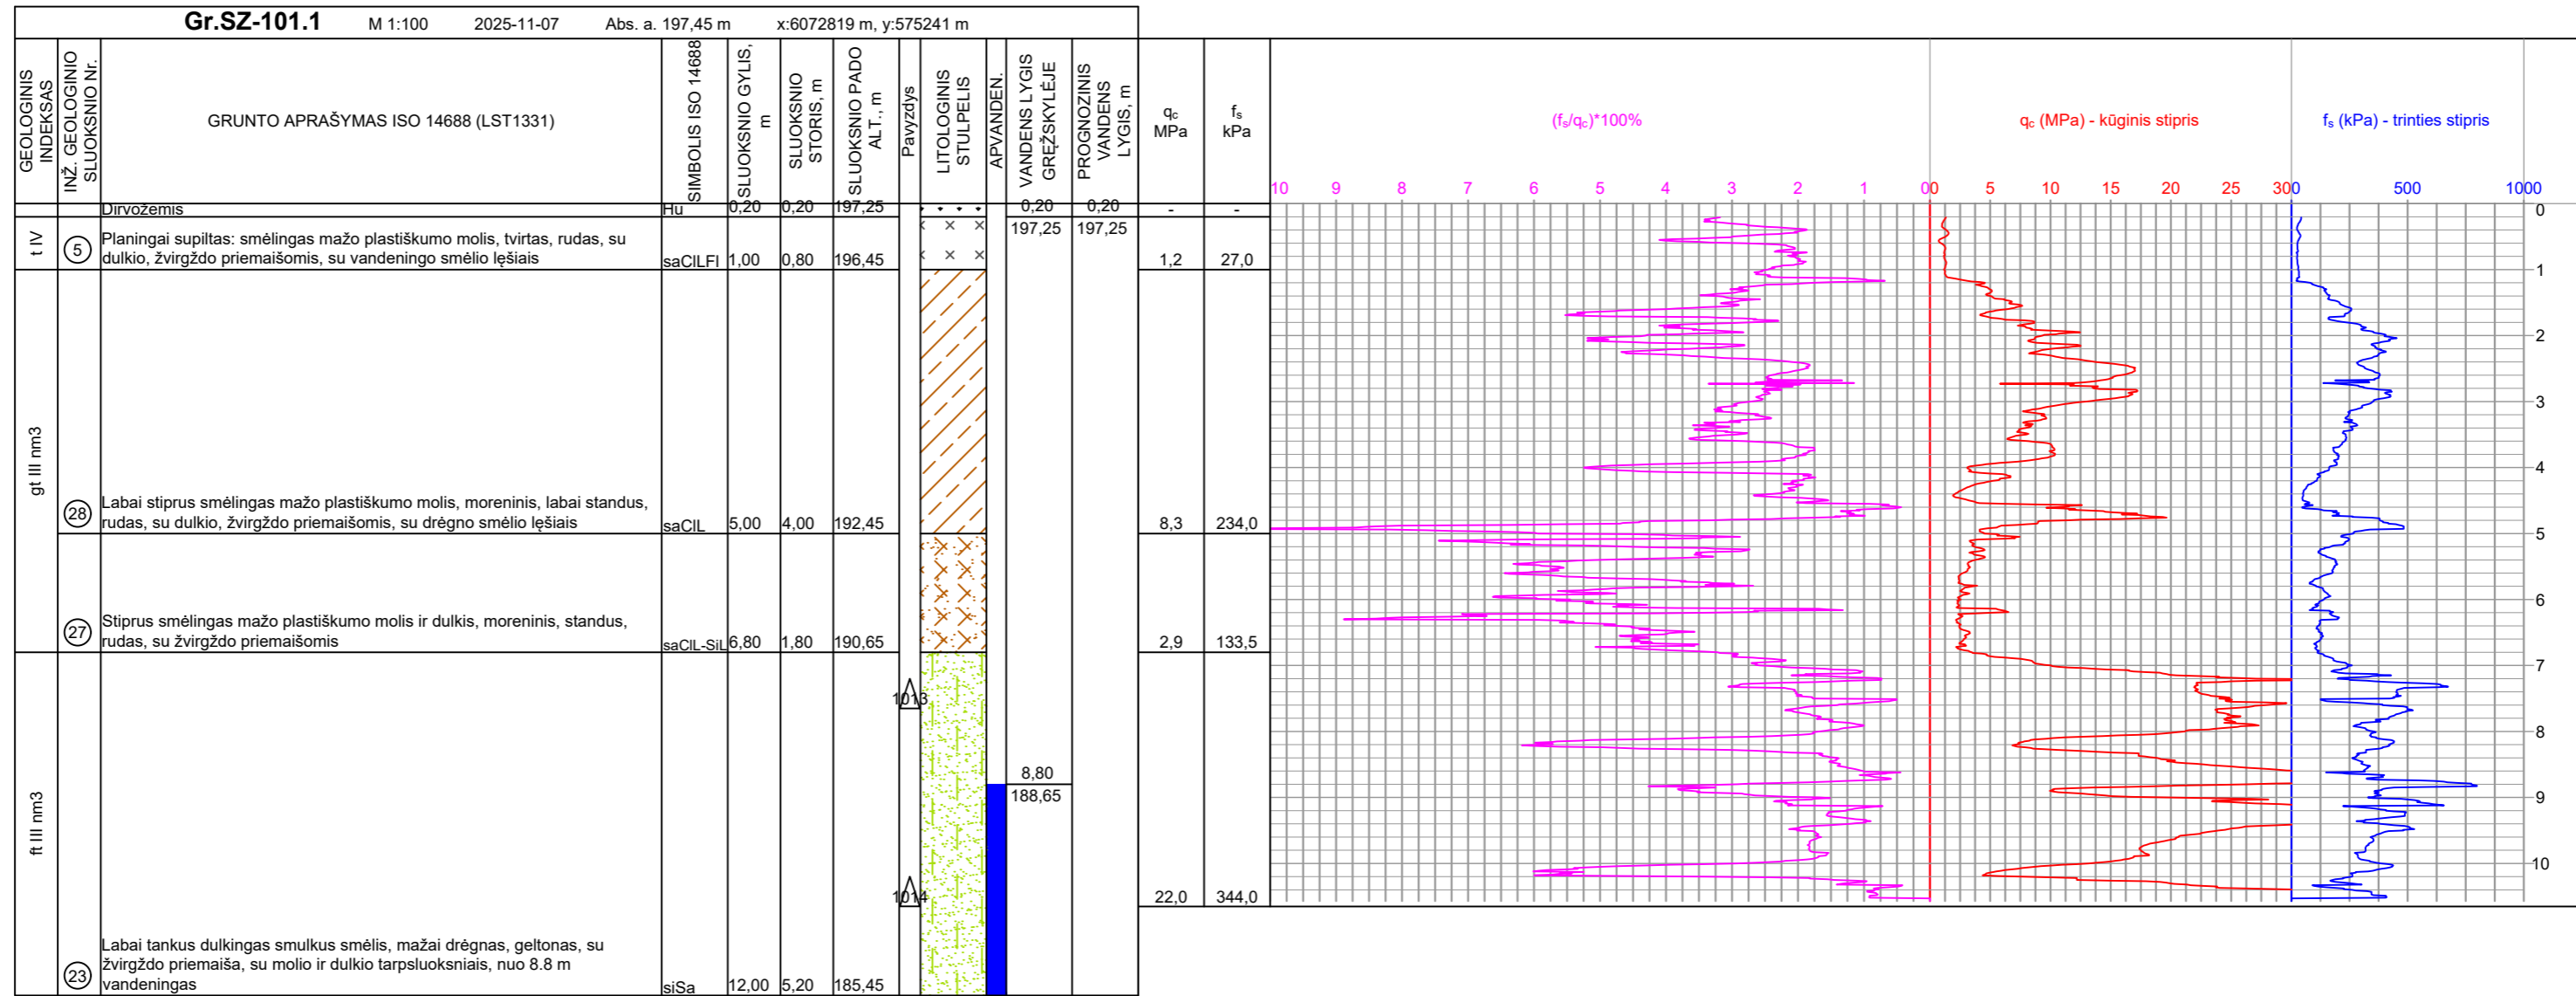 Gr.SZ-101.1 M 1:100 2025-11-07 Abs. a. 197,45 m x:6072819 m, y:575241 m
GEOLOGINIS
INDEKSAS
INŽ. GEOLOGINIO
SLUOKSNIO Nr.
GRUNTO APRAŠYMAS ISO 14688 (LST1331)
SIMBOLIS ISO 14688
SLUOKSNIO GYLIS,
m
SLUOKSNIO
STORIS, m
SLUOKSNIO PADO
ALT., m
Pavyzdys
LITOLOGINIS
STULPELIS
APVANDEN.
VANDENS LYGIS
GRĘŽSKYLĖJE
PROGNOZINIS
VANDENS
LYGIS, m
qc
MPa
fs
kPa
(fs/qc)*100%
qc (MPa) - kūginis stipris
fs (kPa) - trinties stipris
10 9 8 7 6 5 4 3 2 1 0
0 5 10 15 20 25 30
0 500 1000
Dirvožemis Hu 0,20 0,20 197,25 0,20 0,20 - -
197,25 197,25
t IV
5
Planingai supiltas: smėlingas mažo plastiškumo molis, tvirtas, rudas, su
dulkio, žvirgždo priemaišomis, su vandeningo smėlio lęšiais
saClLFl 1,00 0,80 196,45 1,2 27,0
gt III nm3
28
Labai stiprus smėlingas mažo plastiškumo molis, moreninis, labai standus,
rudas, su dulkio, žvirgždo priemaišomis, su drėgno smėlio lęšiais
saClL 5,00 4,00 192,45 8,3 234,0
27
Stiprus smėlingas mažo plastiškumo molis ir dulkis, moreninis, standus,
rudas, su žvirgždo priemaišomis
saClL-SiL 6,80 1,80 190,65 2,9 133,5
ft III nm3
1013
8,80
188,65
1014
22,0 344,0
23
Labai tankus dulkingas smulkus smėlis, mažai drėgnas, geltonas, su
žvirgždo priemaiša, su molio ir dulkio tarpsluoksniais, nuo 8.8 m
vandeningas
siSa 12,00 5,20 185,45
0
1
2
3
4
5
6
7
8
9
10